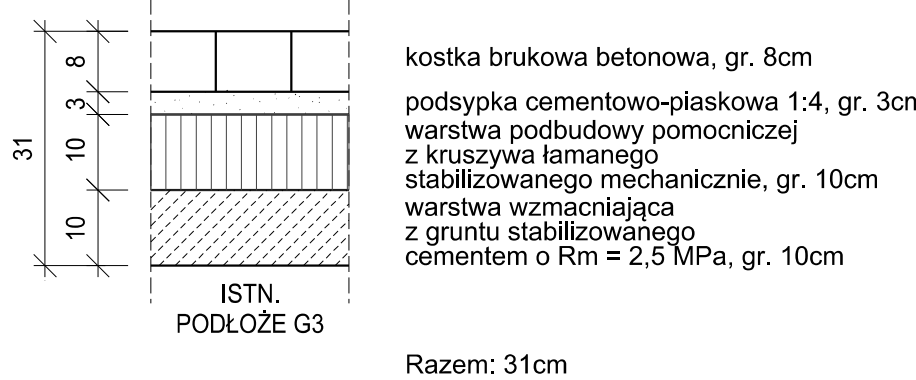 31
8
3
10
10
kostka brukowa betonowa, gr. 8cm
podsypka cementowo-piaskowa 1:4, gr. 3cm
warstwa podbudowy pomocniczej
z kruszywa łamanego
stabilizowanego mechanicznie, gr. 10cm
warstwa wzmacniająca
z gruntu stabilizowanego
cementem o Rm = 2,5 MPa, gr. 10cm
ISTN.
PODŁOŻE G3
Razem: 31cm